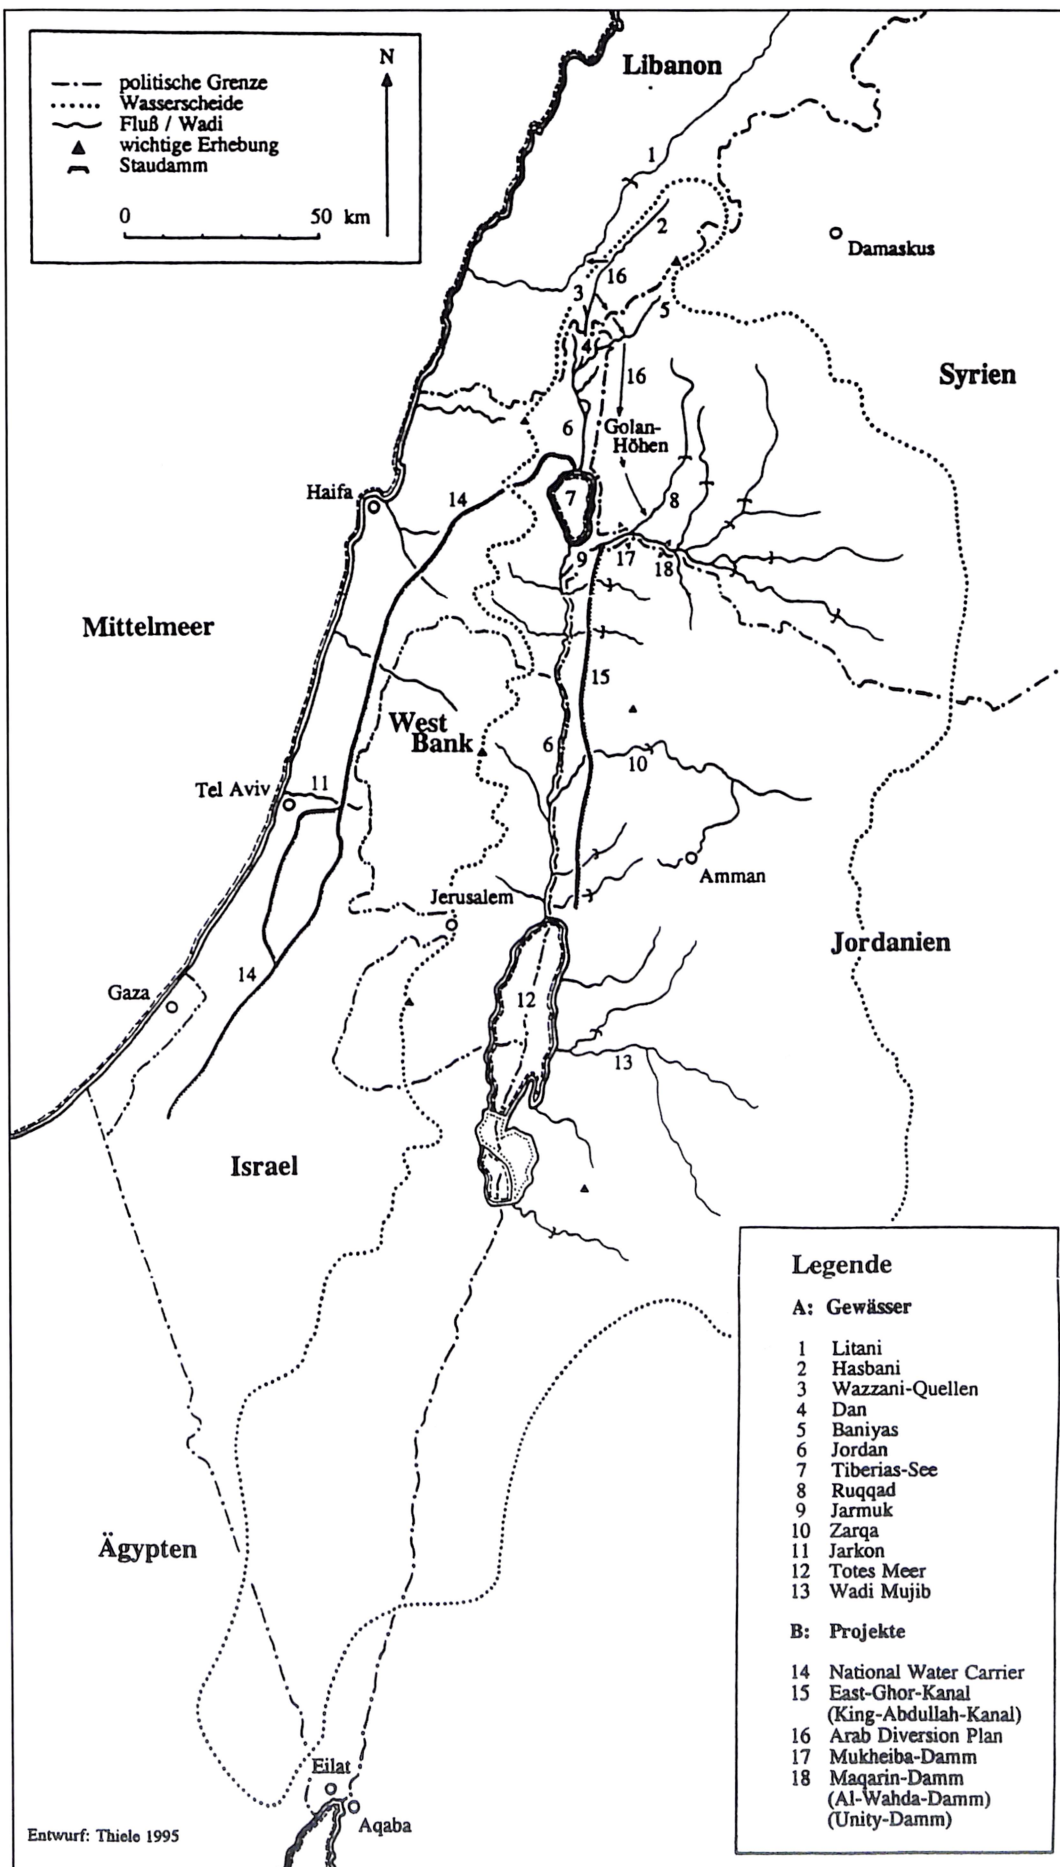 politische Grenze
Wasserscheide
Fluß / Wadi
wichtige Erhebung
Staudamm
N
0 50 km
Libanon
1
2
Damaskus
16
3
5
4
Syrien
16
6
Golan-
Höhen
Haifa
14
7
8
9
17
18
Mittelmeer
15
West
Bank
6
10
Tel Aviv
11
Amman
Jerusalem
Jordanien
14
Gaza
12
13
Israel
Ägypten
Eilat
Aqaba
Entwurf: Thiele 1995
Legende
A: Gewässer
1 Litani
2 Hasbani
3 Wazzani-Quellen
4 Dan
5 Baniyas
6 Jordan
7 Tiberias-See
8 Ruqqad
9 Jarmuk
10 Zarqa
11 Jarkon
12 Totes Meer
13 Wadi Mujib
B: Projekte
14 National Water Carrier
15 East-Ghor-Kanal
(King-Abdullah-Kanal)
16 Arab Diversion Plan
17 Mukheiba-Damm
18 Maqarin-Damm
(Al-Wahda-Damm)
(Unity-Damm)